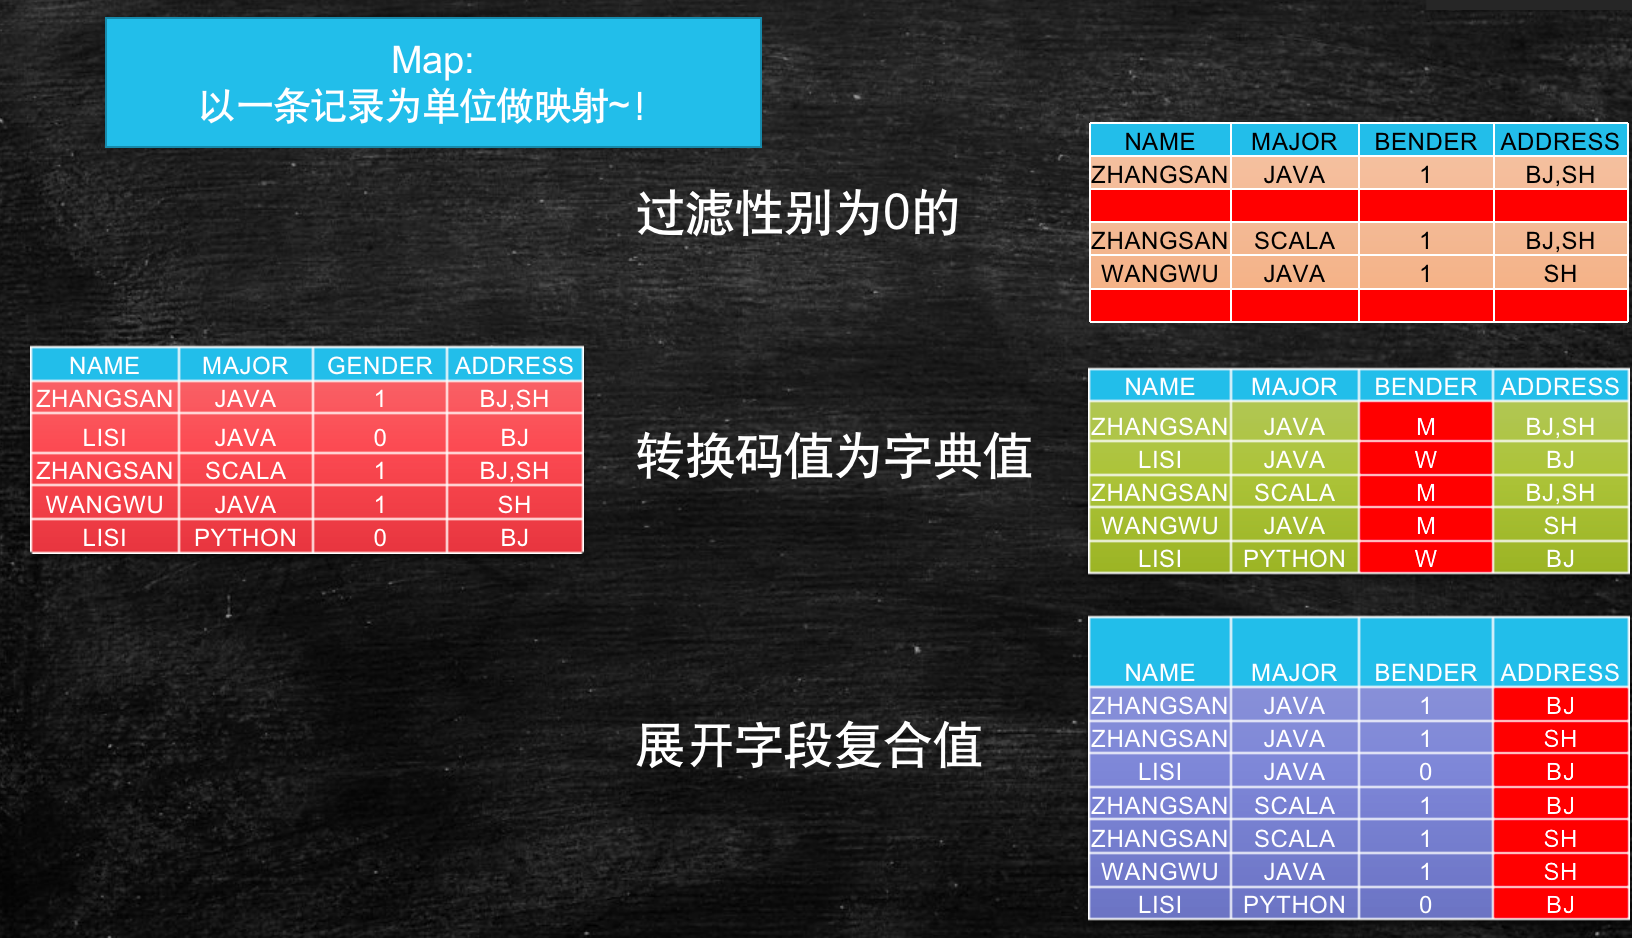 Map:
以一条记录为单位做映射~!
过滤性别为0的
NAME MAJOR BENDER ADDRESS
ZHANGSAN JAVA 1 BJ,SH
ZHANGSAN SCALA 1 BJ,SH
WANGWU JAVA 1 SH
NAME MAJOR GENDER ADDRESS
ZHANGSAN JAVA 1 BJ,SH
LISI JAVA 0 BJ
ZHANGSAN SCALA 1 BJ,SH
WANGWU JAVA 1 SH
LISI PYTHON 0 BJ
转换码值为字典值
NAME MAJOR BENDER ADDRESS
ZHANGSAN JAVA M BJ,SH
LISI JAVA W BJ
ZHANGSAN SCALA M BJ,SH
WANGWU JAVA M SH
LISI PYTHON W BJ
展开字段复合值
NAME MAJOR BENDER ADDRESS
ZHANGSAN JAVA 1 BJ
ZHANGSAN JAVA 1 SH
LISI JAVA 0 BJ
ZHANGSAN SCALA 1 BJ
ZHANGSAN SCALA 1 SH
WANGWU JAVA 1 SH
LISI PYTHON 0 BJ